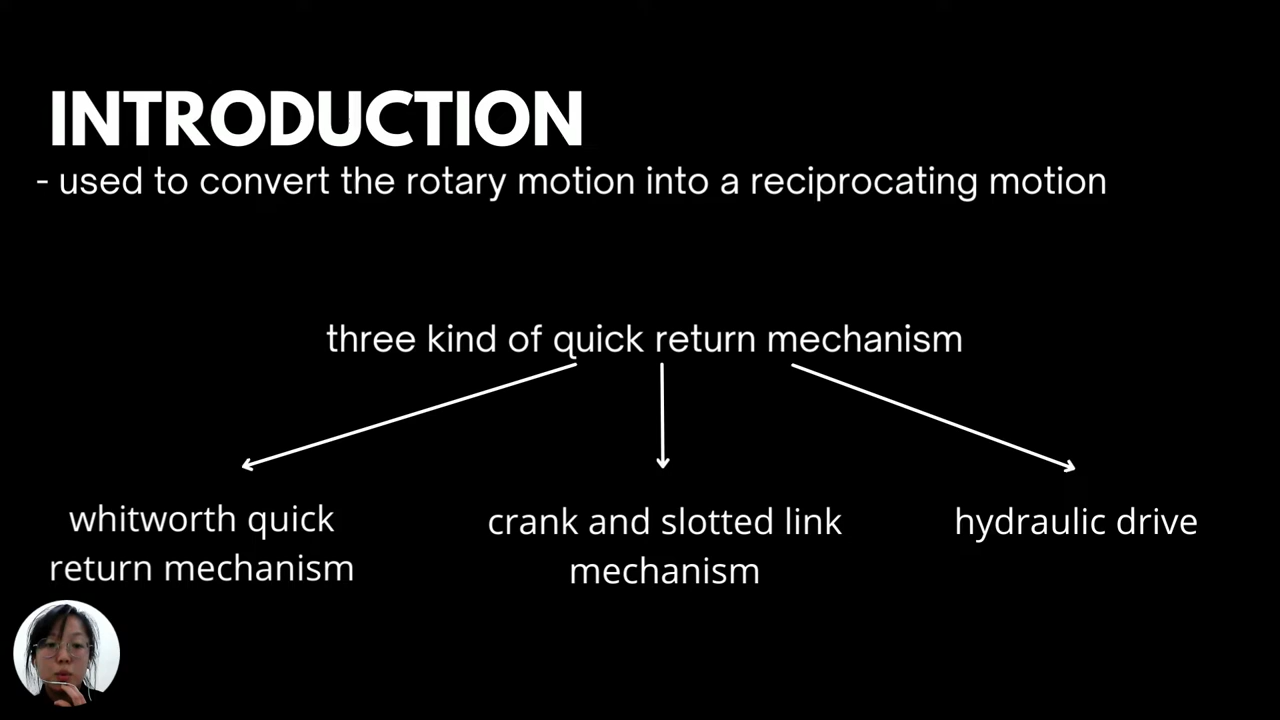 INTRODUCTION
- used to convert the rotary motion into a reciprocating motion
three kind of quick return mechanism
whitworth quick
return mechanism
crank and slotted link
mechanism
hydraulic drive